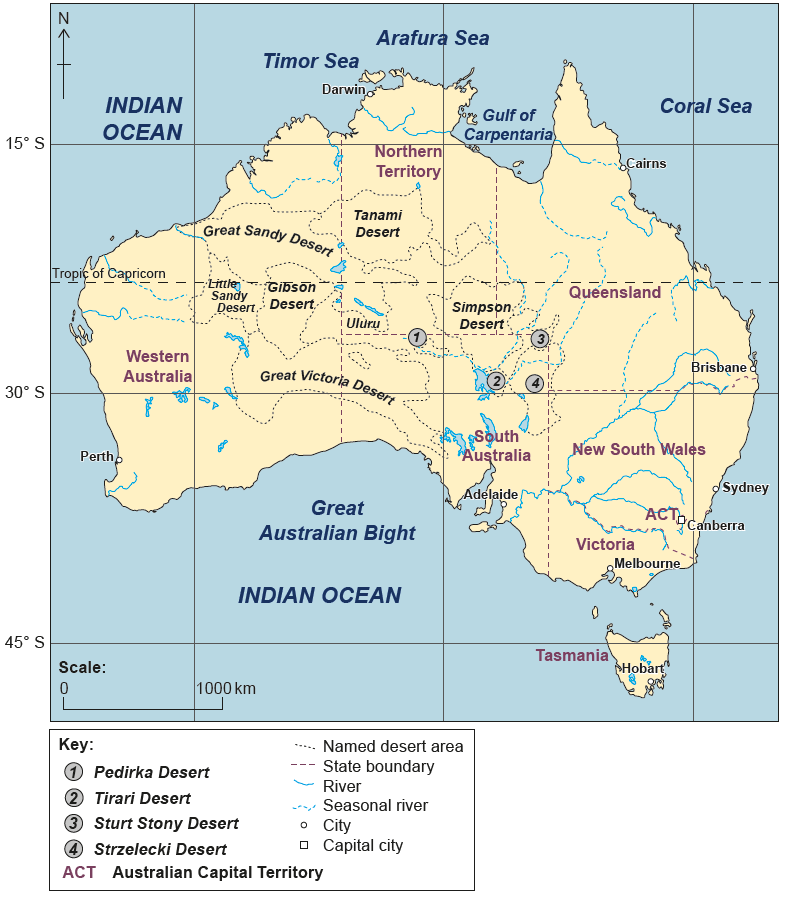 N
Arafura Sea
Timor Sea
Darwin
INDIAN
OCEAN
Gulf of
Carpentaria
Coral Sea
15° S
Northern
Territory
Cairns
Tanami
Desert
Great Sandy Desert
Tropic of Capricorn
Little
Sandy
Desert
Gibson
Desert
Simpson
Desert
Queensland
Uluru
1
3
Western
Australia
Great Victoria Desert
2
4
Brisbane
30° S
South
Australia
New South Wales
Perth
Adelaide
Sydney
Great
Australian Bight
ACT
Canberra
Victoria
Melbourne
INDIAN OCEAN
45° S
Tasmania
Hobart
Scale:
0
1000 km
Key:
1 Pedirka Desert
2 Tirari Desert
3 Sturt Stony Desert
4 Strzelecki Desert
ACT Australian Capital Territory
Named desert area
State boundary
River
Seasonal river
City
Capital city